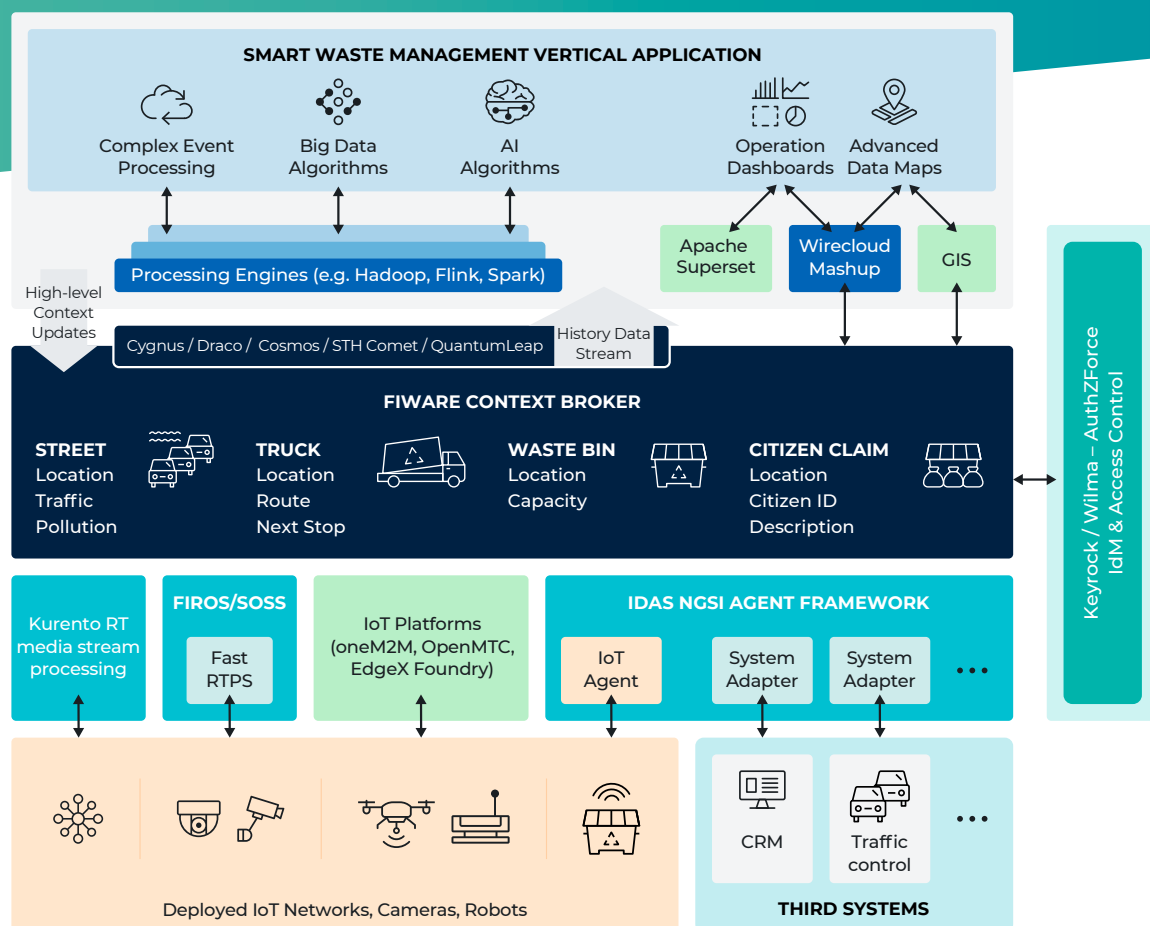 SMART WASTE MANAGEMENT VERTICAL APPLICATION
Complex Event
Processing
Big Data
Algorithms
AI
Algorithms
Operation
Dashboards
Advanced
Data Maps
Apache
Superset
Wirecloud
Mashup
GIS
Processing Engines (e.g. Hadoop, Flink, Spark)
High-level
Context
Updates
Cygnus / Draco / Cosmos / STH Comet / QuantumLeap
History Data
Stream
FIWARE CONTEXT BROKER
STREET
Location
Traffic
Pollution
TRUCK
Location
Route
Next Stop
WASTE BIN
Location
Capacity
CITIZEN CLAIM
Location
Citizen ID
Description
Keyrock / Wilma – AuthZForce
IdM & Access Control
Kurento RT
media stream
processing
FIROS/SOSS
Fast
RTPS
IoT Platforms
(oneM2M, OpenMTC,
EdgeX Foundry)
IDAS NGSI AGENT FRAMEWORK
IoT
Agent
System
Adapter
System
Adapter
...
Deployed IoT Networks, Cameras, Robots
CRM
Traffic
control
...
THIRD SYSTEMS